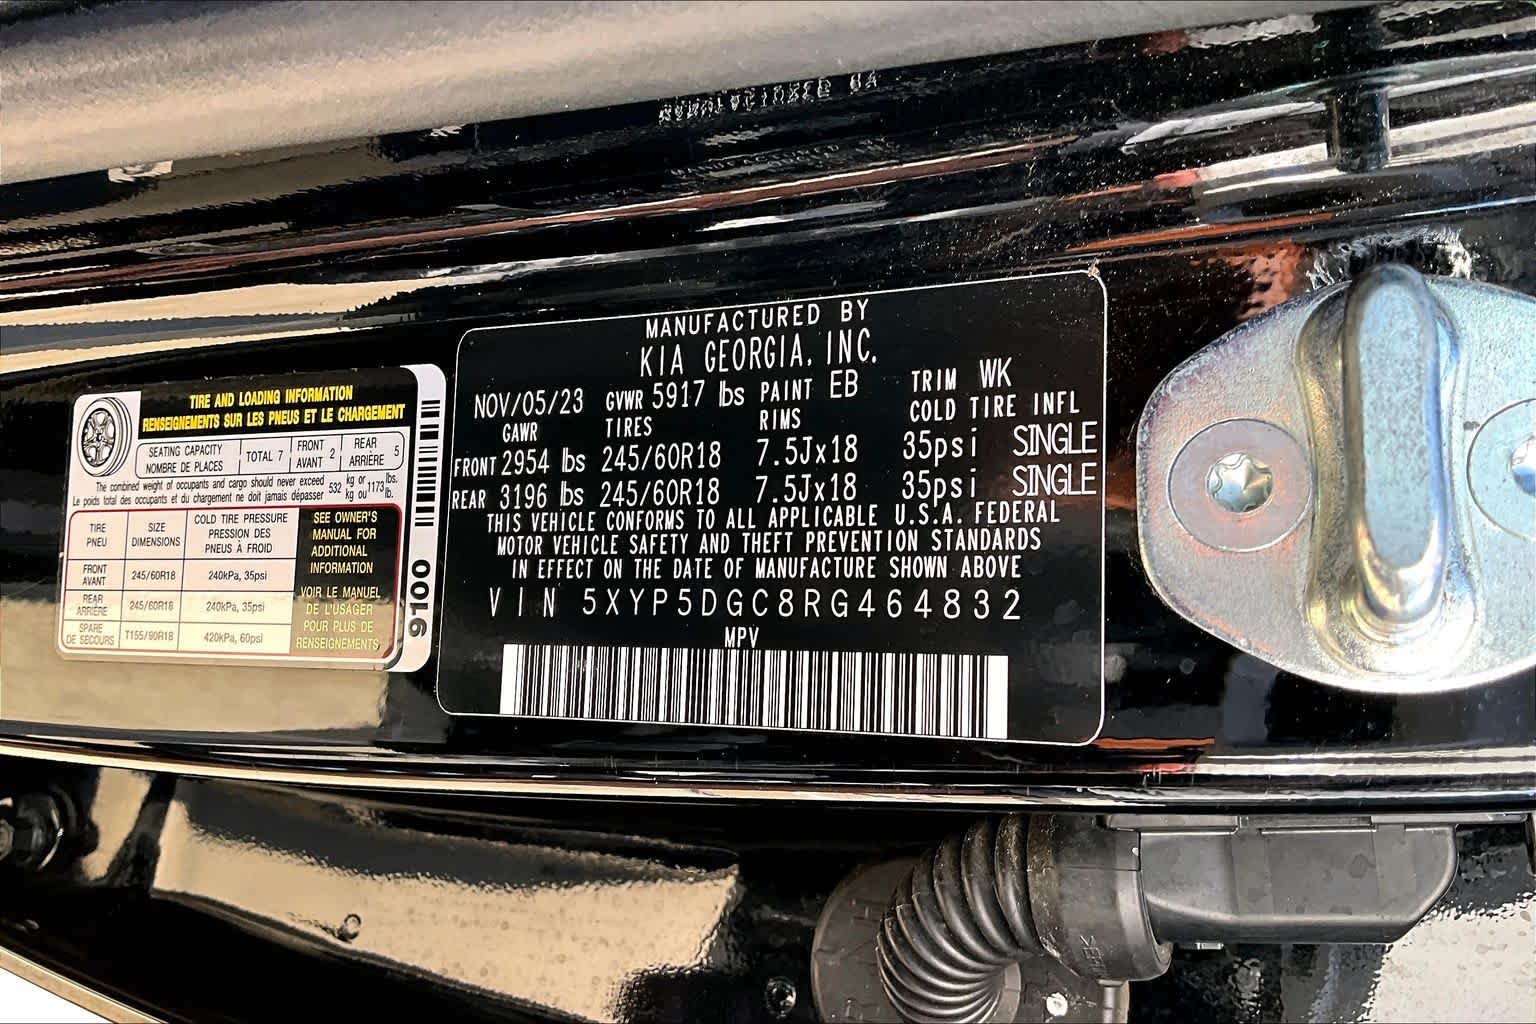 TIRE AND LOADING INFORMATION
RENSEIGNEMENTS SUR LES PNEUS ET LE CHARGEMENT
SEATING CAPACITY
NOMBRE DE PLACES
TOTAL 7
FRONT
AVANT 2
REAR
ARRIÈRE 5
The combined weight of occupants and cargo should never exceed 532 kg or 1173 lbs.
Le poids total des occupants et du chargement ne doit jamais dépasser kg ou lb.
TIRE
PNEU
SIZE
DIMENSIONS
COLD TIRE PRESSURE
PRESSION DES
PNEUS À FROID
SEE OWNER'S
MANUAL FOR
ADDITIONAL
INFORMATION
FRONT
AVANT
245/60R18
240kPa, 35psi
REAR
ARRIÈRE
245/60R18
240kPa, 35psi
SPARE
DE SECOURS
T155/90R18
420kPa, 60psi
VOIR LE MANUEL
DE L'USAGER
POUR PLUS DE
RENSEIGNEMENTS
9100
MANUFACTURED BY
KIA GEORGIA, INC.
NOV/05/23 GVWR 5917 lbs PAINT EB TRIM WK
GAWR TIRES RIMS COLD TIRE INFL
FRONT 2954 lbs 245/60R18 7.5Jx18 35psi SINGLE
REAR 3196 lbs 245/60R18 7.5Jx18 35psi SINGLE
THIS VEHICLE CONFORMS TO ALL APPLICABLE U.S.A. FEDERAL
MOTOR VEHICLE SAFETY AND THEFT PREVENTION STANDARDS
IN EFFECT ON THE DATE OF MANUFACTURE SHOWN ABOVE
VIN 5XYP5DGC8RG464832
MPV